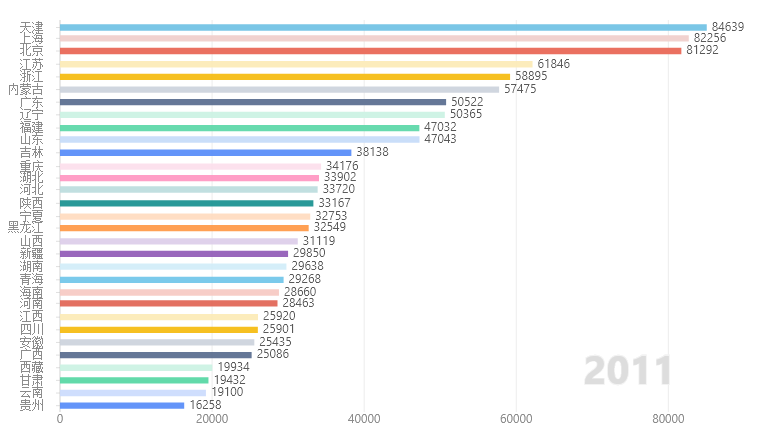 天津 84639
上海 82256
北京 81292
江苏 61846
浙江 58895
内蒙古 57475
广东 50522
辽宁 50365
福建 47032
山东 47043
吉林 38138
重庆 34176
湖北 33902
河北 33720
陕西 33167
宁夏 32753
黑龙江 32549
山西 31119
新疆 29850
湖南 29638
青海 29268
海南 28660
河南 28463
江西 25920
四川 25901
安徽 25435
广西 25086
西藏 19934
甘肃 19432
云南 19100
贵州 16258
2011
0 20000 40000 60000 80000